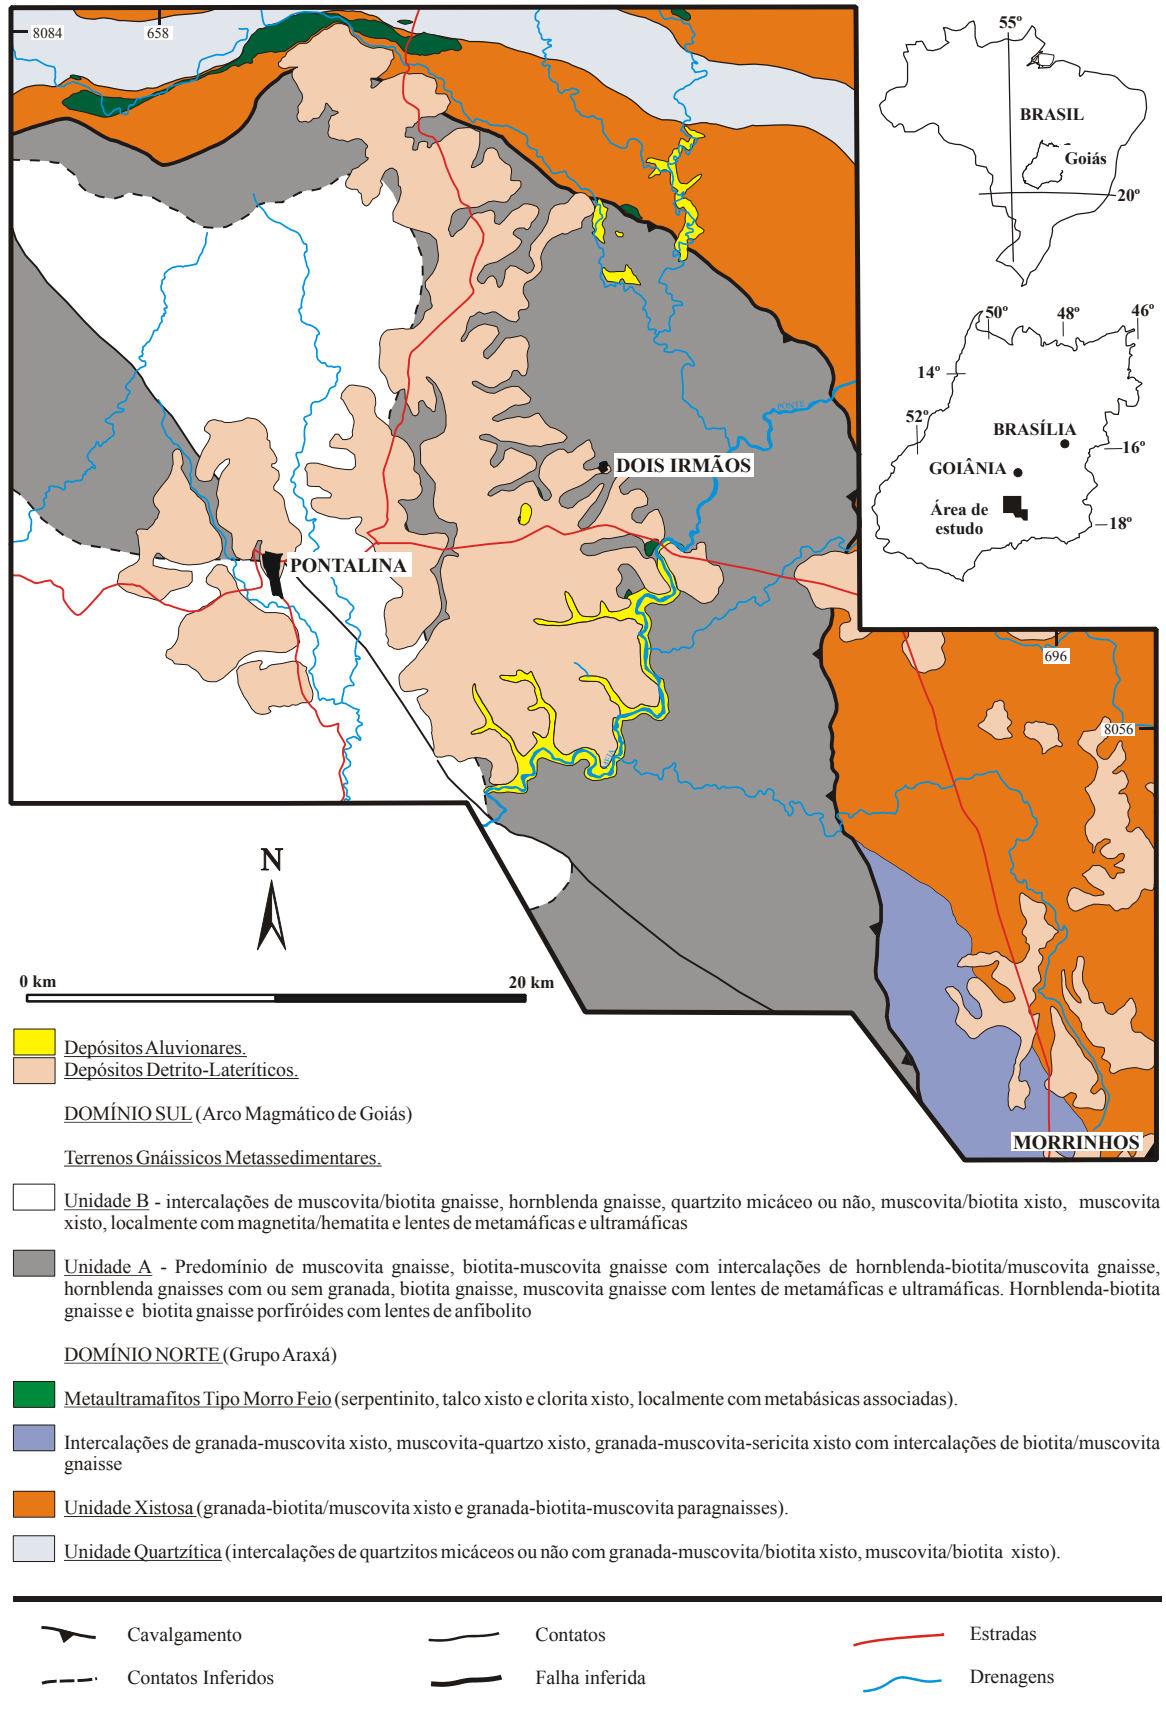 8084
658
55º
BRASIL
Goiás
20º
50º
48º
46º
14º
52º
BRASÍLIA
16º
GOIÂNIA
Área de
estudo
18º
PONTE
DOIS IRMÃOS
PONTALINA
696
8056
MEIA
N
0 km
20 km
MORRINHOS
Depósitos Aluvionares.
Depósitos Detrito-Lateríticos.
DOMÍNIO SUL (Arco Magmático de Goiás)
Terrenos Gnáissicos Metassedimentares.
Unidade B - intercalações de muscovita/biotita gnaisse, hornblenda gnaisse, quartzito micáceo ou não, muscovita/biotita xisto, muscovita
xisto, localmente com magnetita/hematita e lentes de metamáficas e ultramáficas
Unidade A - Predomínio de muscovita gnaisse, biotita-muscovita gnaisse com intercalações de hornblenda-biotita/muscovita gnaisse,
hornblenda gnaisses com ou sem granada, biotita gnaisse, muscovita gnaisse com lentes de metamáficas e ultramáficas. Hornblenda-biotita
gnaisse e biotita gnaisse porfiróides com lentes de anfibolito
DOMÍNIO NORTE (Grupo Araxá)
Metaultramafitos Tipo Morro Feio (serpentinito, talco xisto e clorita xisto, localmente com metabásicas associadas).
Intercalações de granada-muscovita xisto, muscovita-quartzo xisto, granada-muscovita-sericita xisto com intercalações de biotita/muscovita
gnaisse
Unidade Xistosa (granada-biotita/muscovita xisto e granada-biotita-muscovita paragnaisses).
Unidade Quartzítica (intercalações de quartzitos micáceos ou não com granada-muscovita/biotita xisto, muscovita/biotita xisto).
Cavalgamento
Contatos
Estradas
Contatos Inferidos
Falha inferida
Drenagens